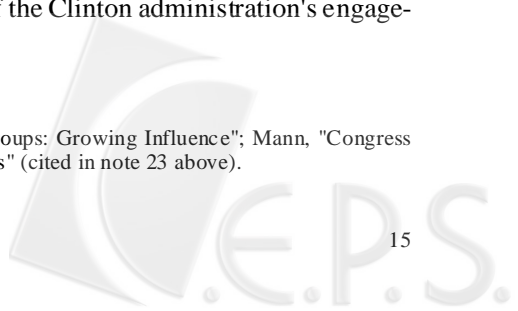 f the Clinton administration's engage-
oups: Growing Influence"; Mann, "Congress
s" (cited in note 23 above).
15
C.E.P.S.